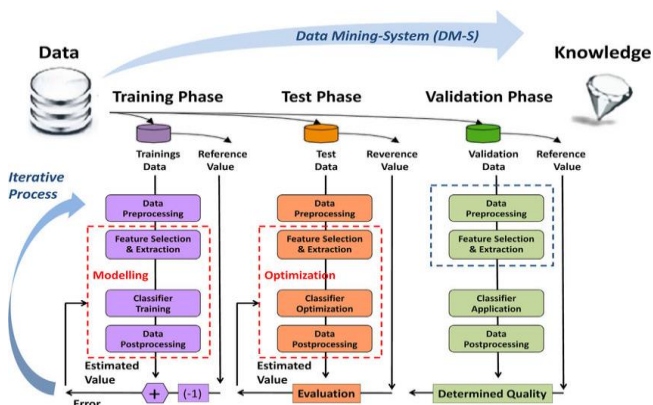 Data Mining-System (DM-S)
Data
Knowledge
Training Phase
Test Phase
Validation Phase
Trainings
Data
Reference
Value
Test
Data
Reverence
Value
Validation
Data
Reference
Value
Iterative
Process
Data
Preprocessing
Feature Selection
& Extraction
Modelling
Classifier
Training
Data
Postprocessing
Estimated
Value
+
(-1)
Error
Data
Preprocessing
Feature Selection
& Extraction
Optimization
Classifier
Optimization
Data
Postprocessing
Estimated
Value
Evaluation
Data
Preprocessing
Feature Selection
& Extraction
Classifier
Application
Data
Postprocessing
Determined Quality